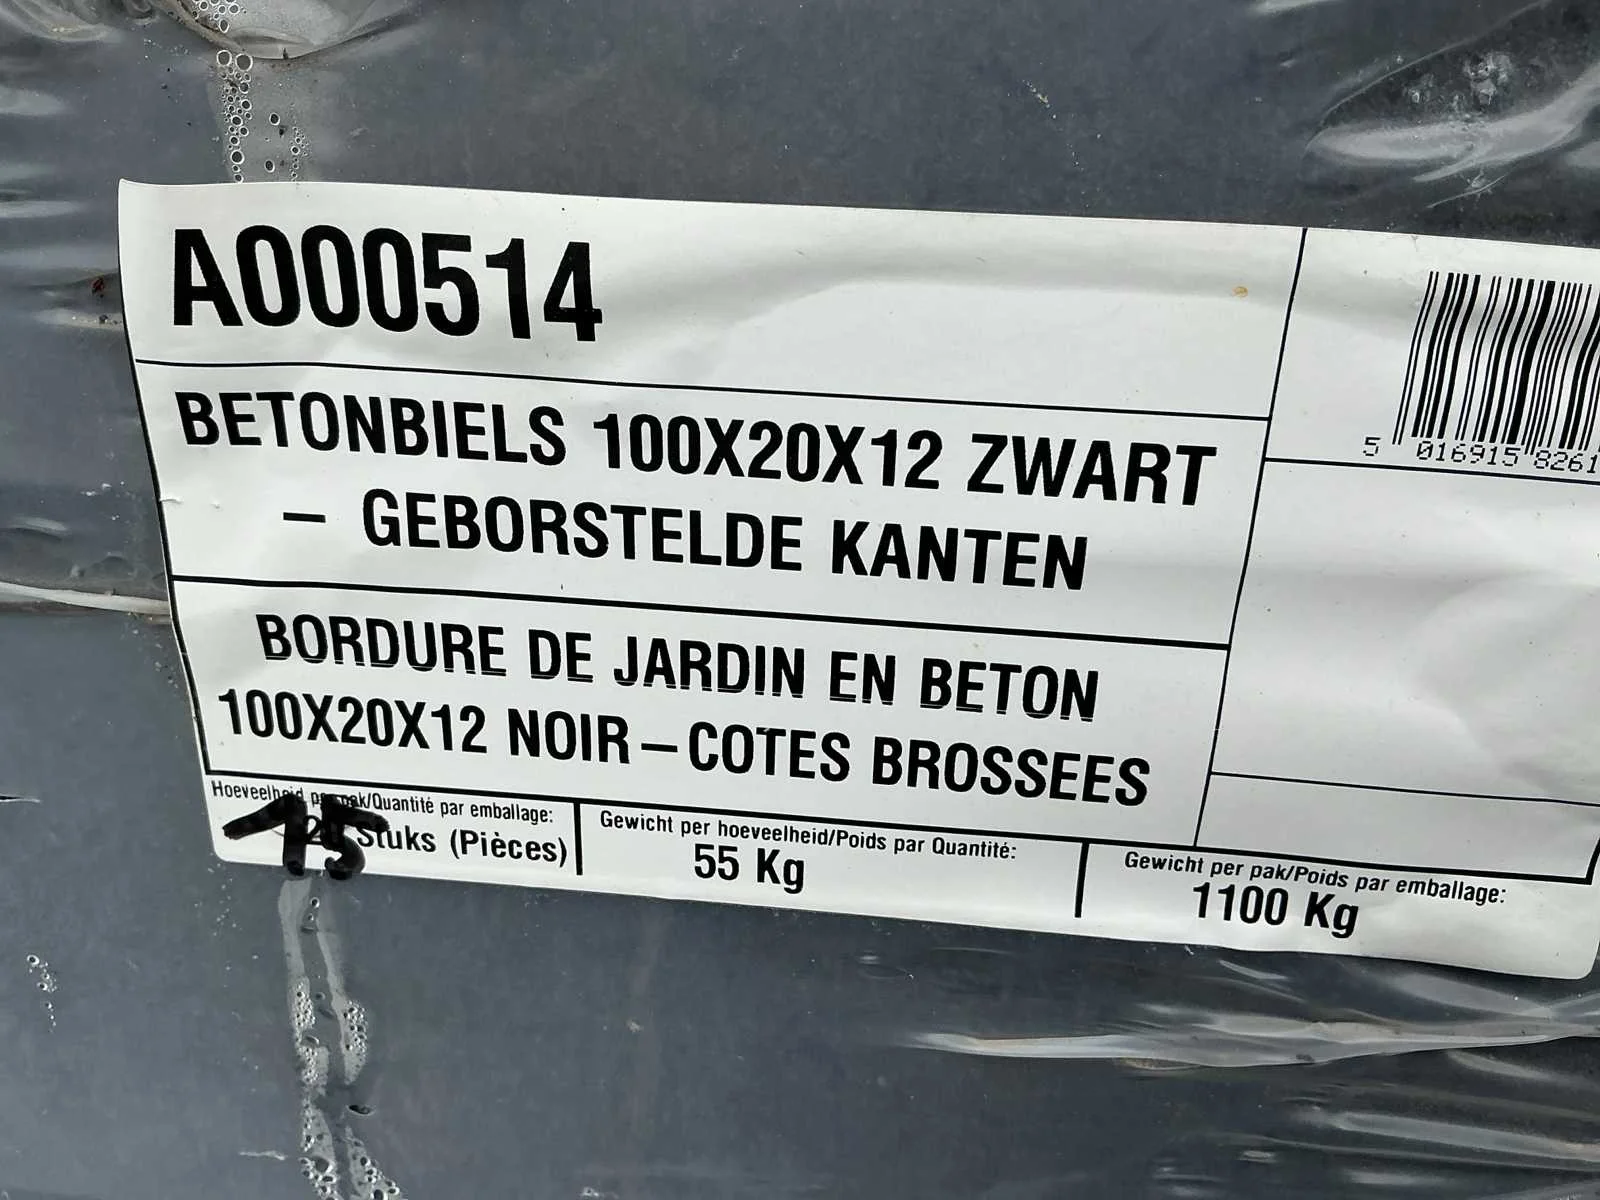 A000514
BETONBIELS 100X20X12 ZWART
– GEBORSTELDE KANTEN
BORDURE DE JARDIN EN BETON
100X20X12 NOIR – COTES BROSSEES
5 016915 8261
Hoeveelheid per pak/Quantité par emballage:
15 Stuks (Pièces)
Gewicht per hoeveelheid/Poids par Quantité:
55 Kg
Gewicht per pak/Poids par emballage:
1100 Kg